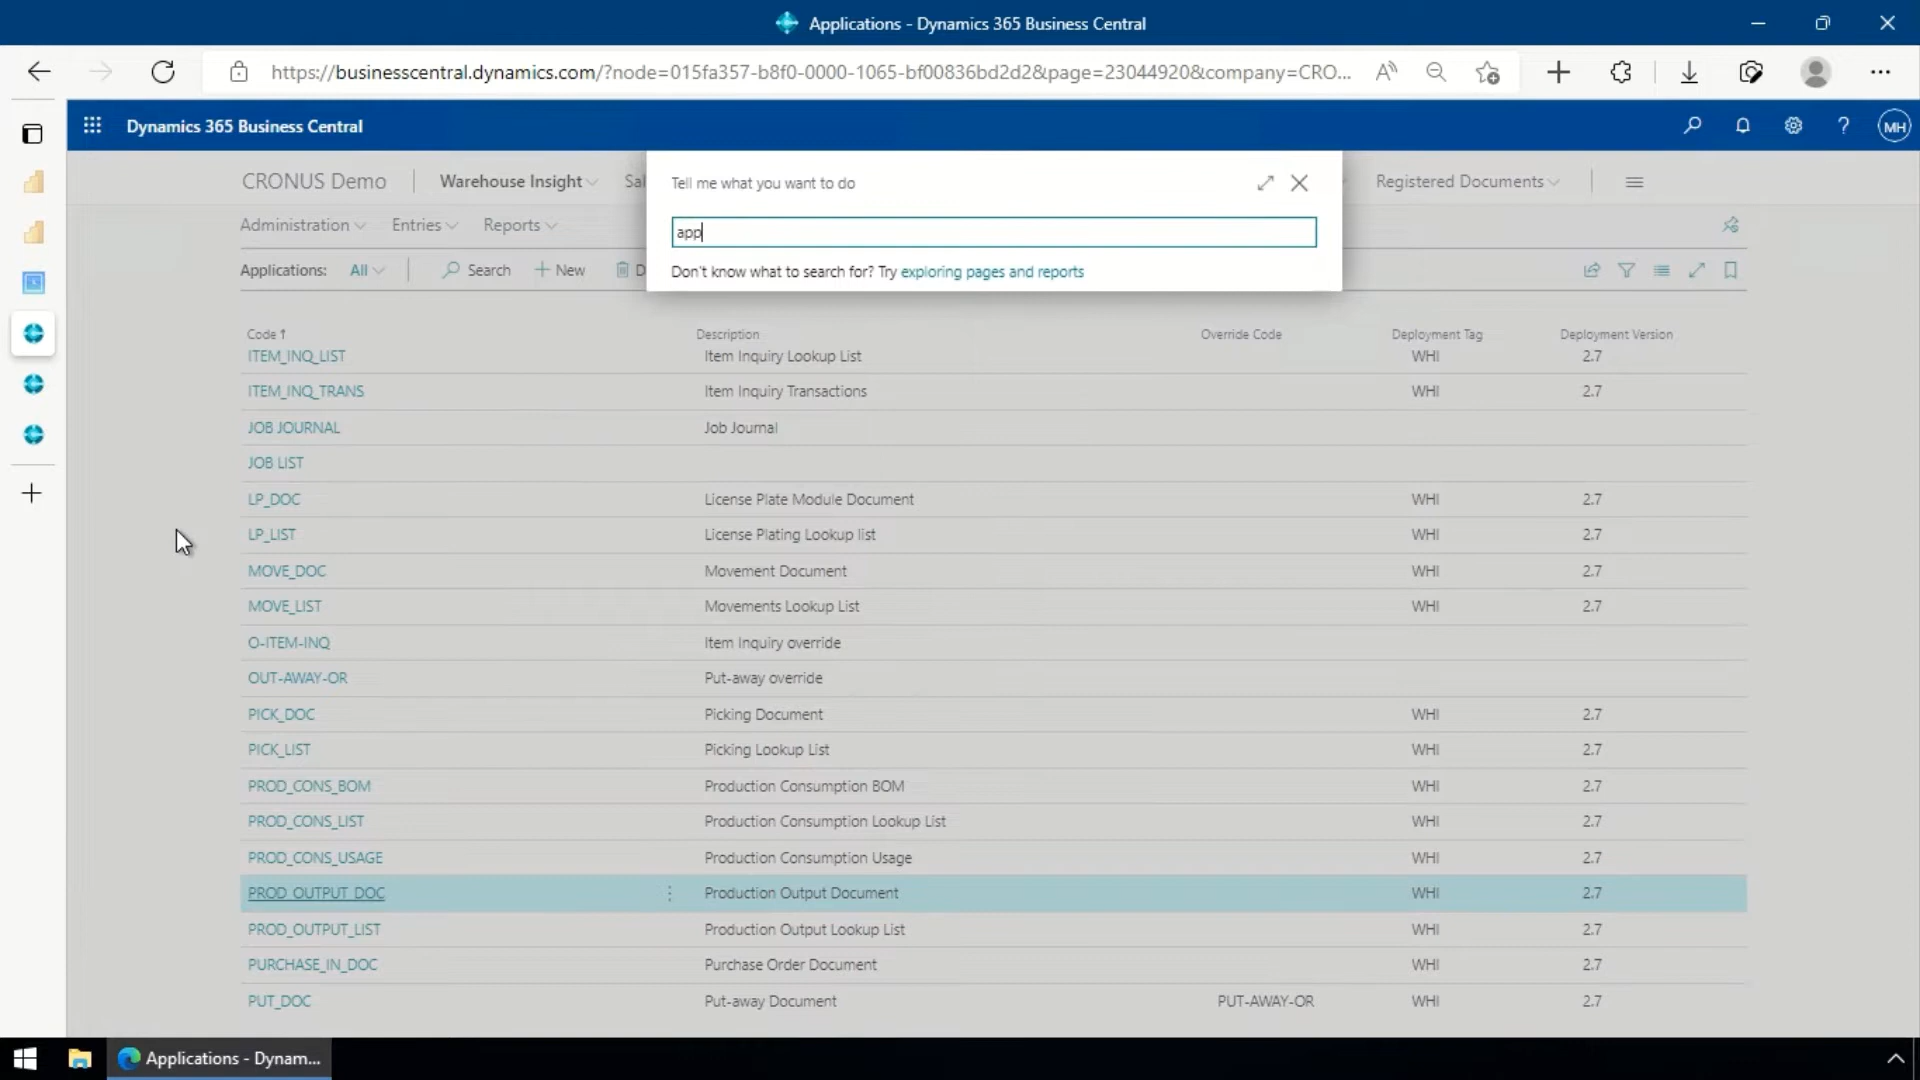 Applications - Dynamics 365 Business Central
https://businesscentral.dynamics.com/?node=015fa357-b8f0-0000-1065-bf00836bd2d2&page=23044920&company=CRO...
Dynamics 365 Business Central
MH
CRONUS Demo
Warehouse Insight
Sal
Registered Documents
Tell me what you want to do
app
Don't know what to search for? Try exploring pages and reports
Administration
Entries
Reports
Applications:
All
Search
New
D
Code ↑ Description Override Code Deployment Tag Deployment Version
ITEM_INQ_LIST Item Inquiry Lookup List WHI 2.7
ITEM_INQ_TRANS Item Inquiry Transactions WHI 2.7
JOB JOURNAL Job Journal
JOB LIST
LP_DOC License Plate Module Document WHI 2.7
LP_LIST License Plating Lookup list WHI 2.7
MOVE_DOC Movement Document WHI 2.7
MOVE_LIST Movements Lookup List WHI 2.7
O-ITEM-INQ Item Inquiry override
OUT-AWAY-OR Put-away override
PICK_DOC Picking Document WHI 2.7
PICK_LIST Picking Lookup List WHI 2.7
PROD_CONS_BOM Production Consumption BOM WHI 2.7
PROD_CONS_LIST Production Consumption Lookup List WHI 2.7
PROD_CONS_USAGE Production Consumption Usage WHI 2.7
PROD_OUTPUT_DOC Production Output Document WHI 2.7
PROD_OUTPUT_LIST Production Output Lookup List WHI 2.7
PURCHASE_IN_DOC Purchase Order Document WHI 2.7
PUT_DOC Put-away Document PUT-AWAY-OR WHI 2.7
Applications - Dynam...